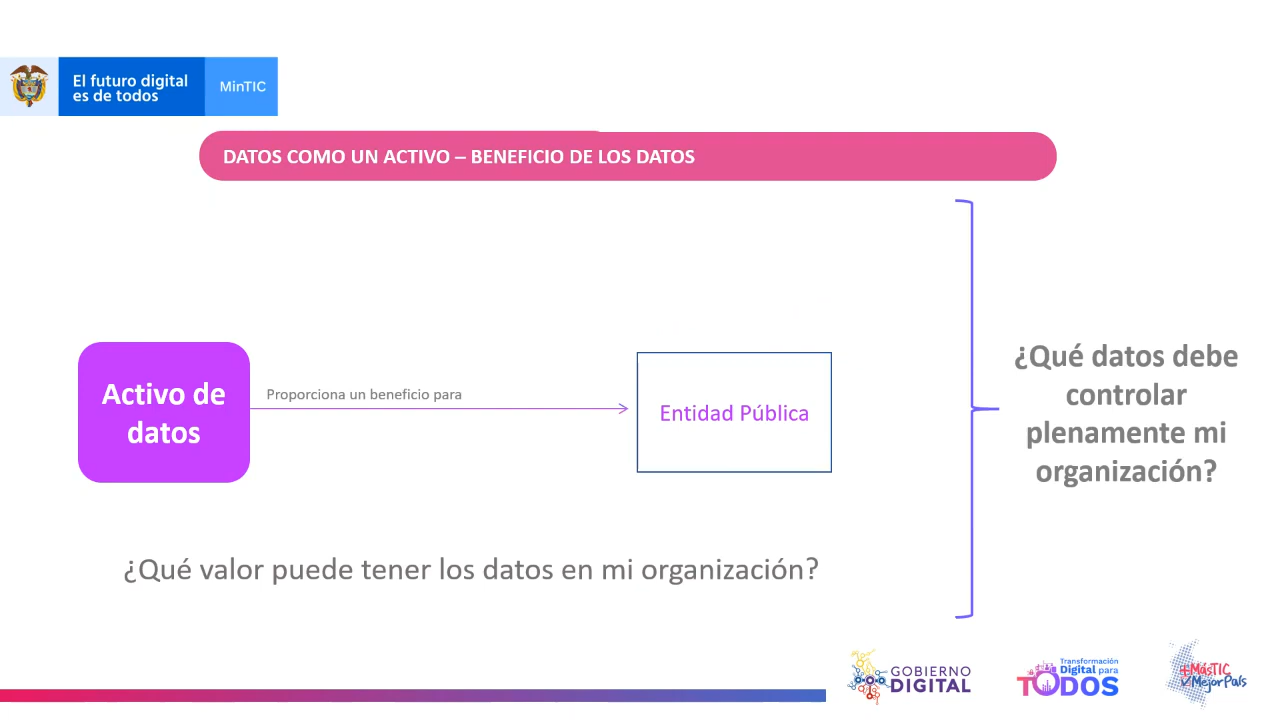 El futuro digital
es de todos
MinTIC
DATOS COMO UN ACTIVO – BENEFICIO DE LOS DATOS
Activo de
datos
Proporciona un beneficio para
Entidad Pública
¿Qué datos debe
controlar
plenamente mi
organización?
¿Qué valor puede tener los datos en mi organización?
GOBIERNO
DIGITAL
Transformación
Digital para
TODOS
+MásTIC
MejorPaís